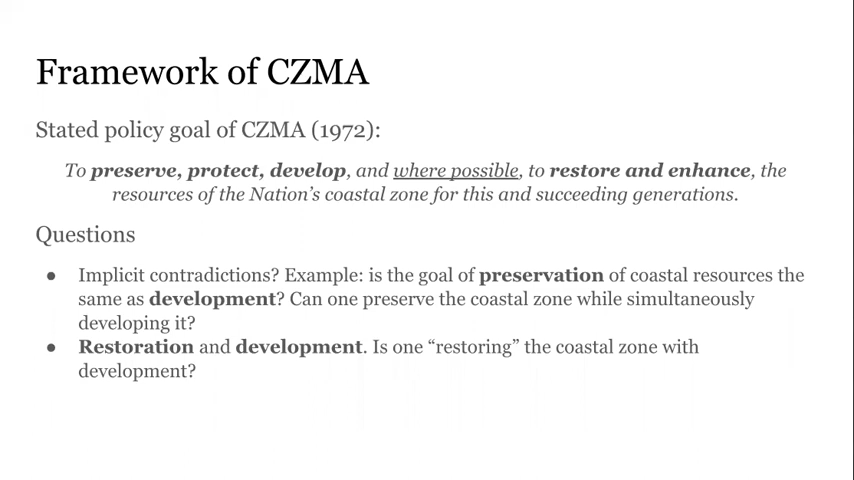 Framework of CZMA
Stated policy goal of CZMA (1972):
To preserve, protect, develop, and where possible, to restore and enhance, the
resources of the Nation's coastal zone for this and succeeding generations.
Questions
● Implicit contradictions? Example: is the goal of preservation of coastal resources the
same as development? Can one preserve the coastal zone while simultaneously
developing it?
● Restoration and development. Is one “restoring” the coastal zone with
development?